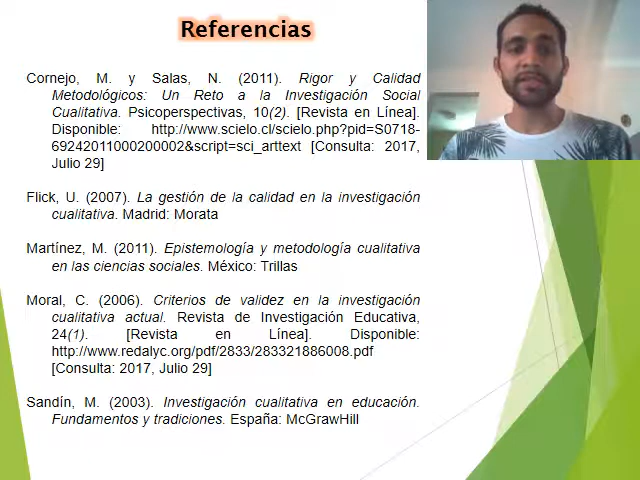 Referencias
Cornejo, M. y Salas, N. (2011). Rigor y Calidad
Metodológicos: Un Reto a la Investigación Social
Cualitativa. Psicoperspectivas, 10(2). [Revista en Línea].
Disponible: http://www.scielo.cl/scielo.php?pid=S0718-
69242011000200002&script=sci_arttext [Consulta: 2017,
Julio 29]
Flick, U. (2007). La gestión de la calidad en la investigación
cualitativa. Madrid: Morata
Martínez, M. (2011). Epistemología y metodología cualitativa
en las ciencias sociales. México: Trillas
Moral, C. (2006). Criterios de validez en la investigación
cualitativa actual. Revista de Investigación Educativa,
24(1). [Revista en Línea]. Disponible:
http://www.redalyc.org/pdf/2833/283321886008.pdf
[Consulta: 2017, Julio 29]
Sandín, M. (2003). Investigación cualitativa en educación.
Fundamentos y tradiciones. España: McGrawHill